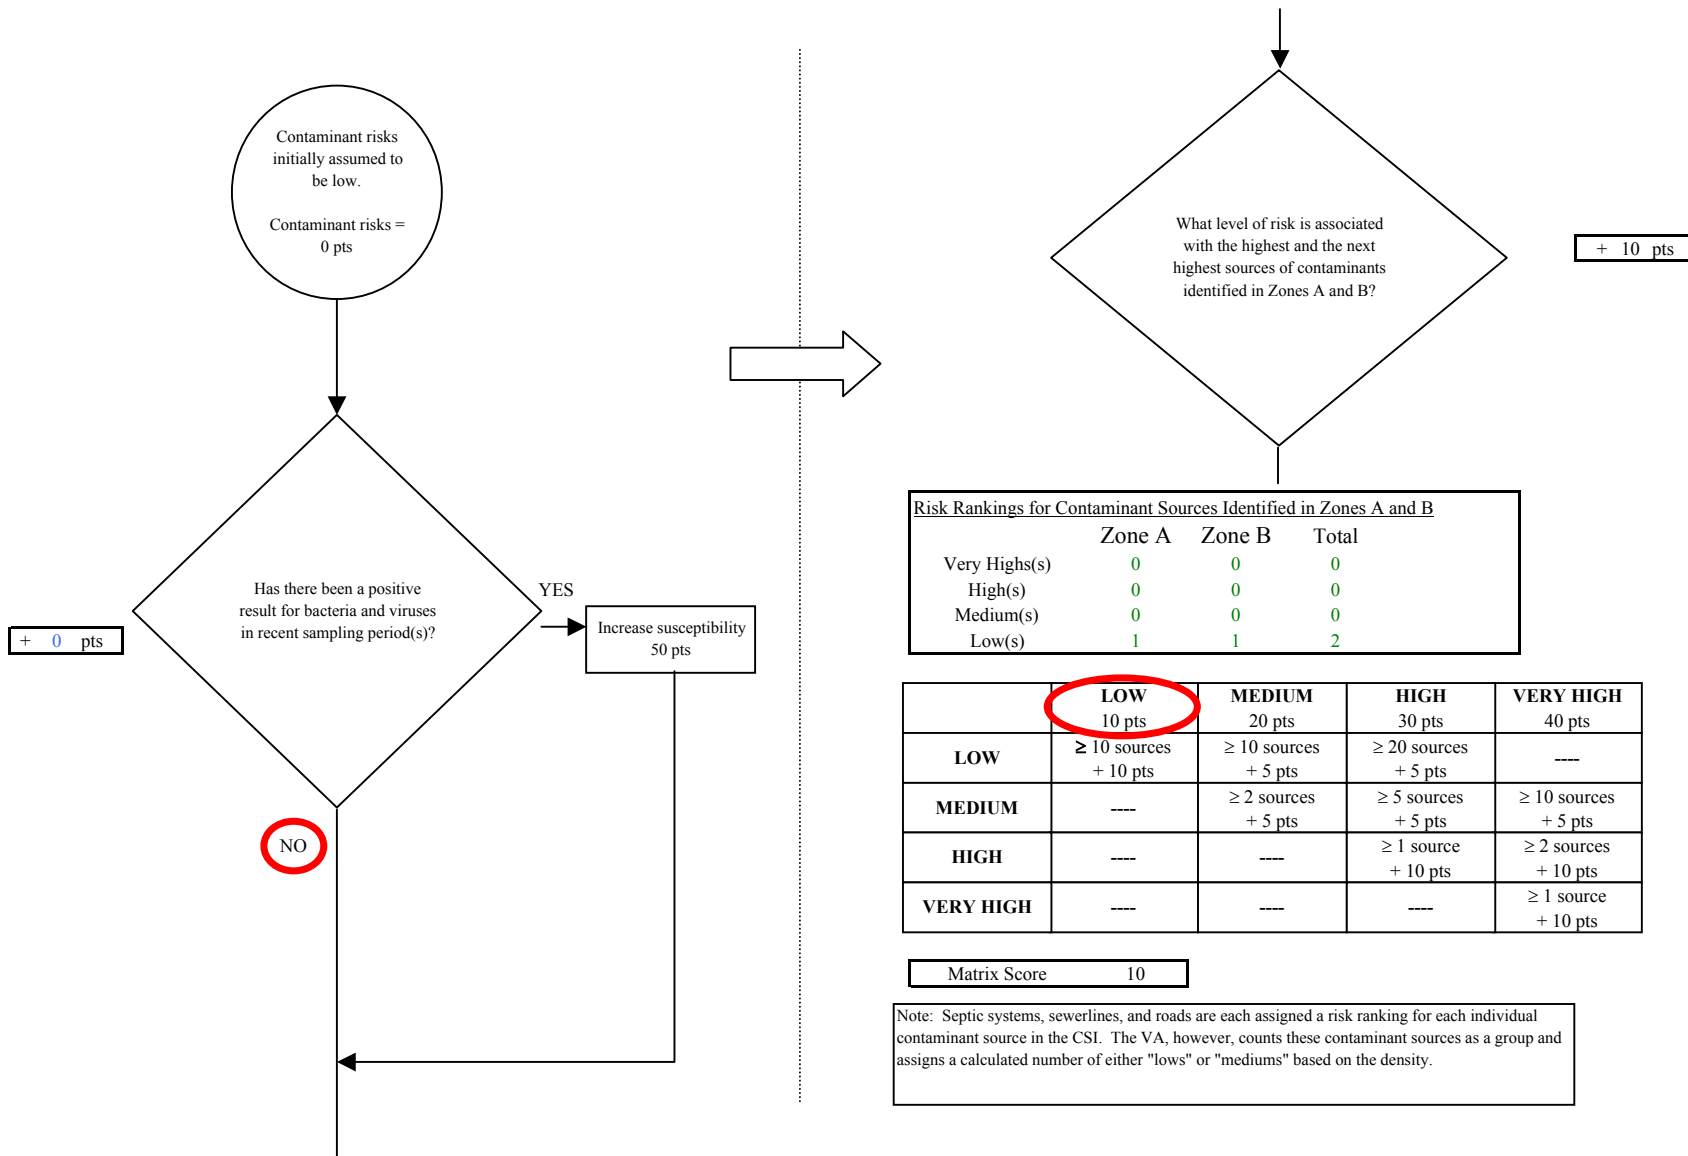 Contaminant risks
initially assumed to
be low.
Contaminant risks =
0 pts
Has there been a positive
result for bacteria and viruses
in recent sampling period(s)?
YES
+ 0 pts
Increase susceptibility
50 pts
NO
What level of risk is associated
with the highest and the next
highest sources of contaminants
identified in Zones A and B?
+ 10 pts
Risk Rankings for Contaminant Sources Identified in Zones A and B
Zone A Zone B Total
Very Highs(s) 0 0 0
High(s) 0 0 0
Medium(s) 0 0 0
Low(s) 1 1 2
LOW MEDIUM HIGH VERY HIGH
10 pts 20 pts 30 pts 40 pts
LOW ≥ 10 sources ≥ 10 sources ≥ 20 sources ----
+ 10 pts + 5 pts + 5 pts
MEDIUM ---- ≥ 2 sources ≥ 5 sources ≥ 10 sources
+ 5 pts + 5 pts + 5 pts
HIGH ---- ---- ≥ 1 source ≥ 2 sources
+ 10 pts + 10 pts
VERY HIGH ---- ---- ---- ≥ 1 source
+ 10 pts
Matrix Score 10
Note: Septic systems, sewerlines, and roads are each assigned a risk ranking for each individual
contaminant source in the CSI. The VA, however, counts these contaminant sources as a group and
assigns a calculated number of either "lows" or "mediums" based on the density.